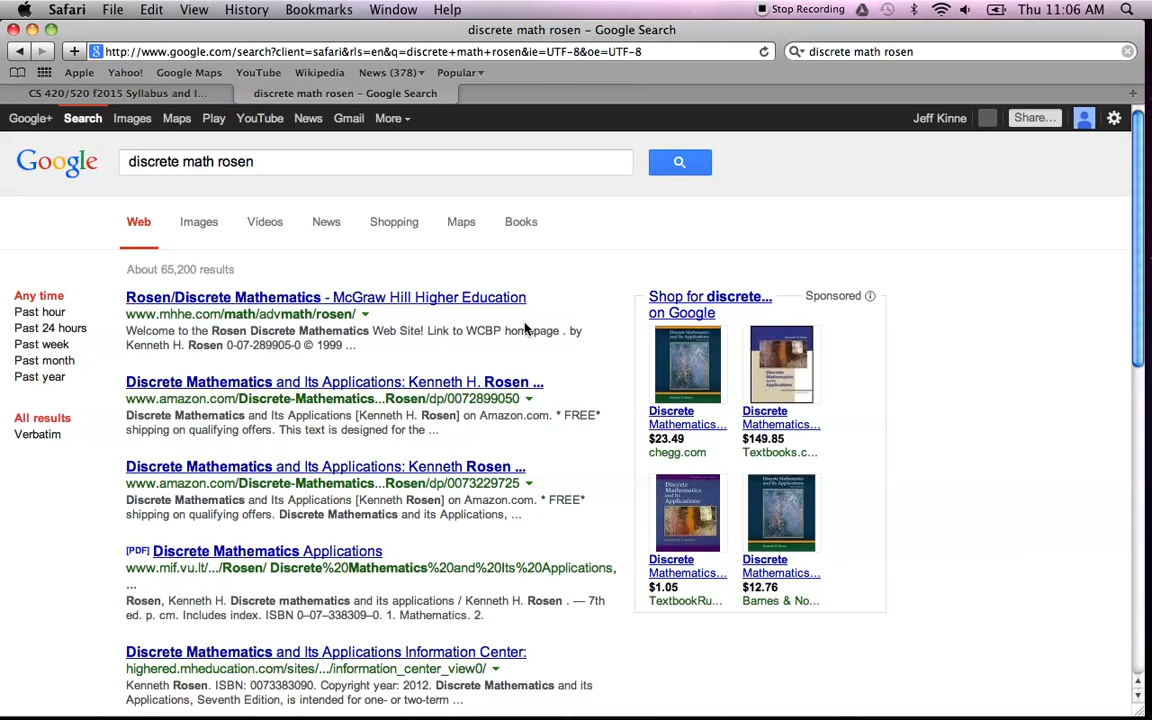 Safari File Edit View History Bookmarks Window Help Stop Recording Thu 11:06 AM
discrete math rosen - Google Search
http://www.google.com/search?client=safari&rls=en&q=discrete+math+rosen&ie=UTF-8&oe=UTF-8 discrete math rosen
Apple Yahoo! Google Maps YouTube Wikipedia News (378) Popular
CS 420/520 f2015 Syllabus and I... discrete math rosen – Google Search
Google+ Search Images Maps Play YouTube News Gmail More Jeff Kinne Share...
Google discrete math rosen
Web Images Videos News Shopping Maps Books
About 65,200 results
Any time
Past hour
Past 24 hours
Past week
Past month
Past year
All results
Verbatim
Rosen/Discrete Mathematics - McGraw Hill Higher Education
www.mhhe.com/math/advmath/rosen/
Welcome to the Rosen Discrete Mathematics Web Site! Link to WCBP homepage . by
Kenneth H. Rosen 0-07-289905-0 © 1999 ...
Discrete Mathematics and Its Applications: Kenneth H. Rosen ...
www.amazon.com/Discrete-Mathematics...Rosen/dp/0072899050
Discrete Mathematics and Its Applications [Kenneth H. Rosen] on Amazon.com. * FREE*
shipping on qualifying offers. This text is designed for the ...
Discrete Mathematics and Its Applications: Kenneth Rosen ...
www.amazon.com/Discrete-Mathematics...Rosen/dp/0073229725
Discrete Mathematics and Its Applications [Kenneth Rosen] on Amazon.com. * FREE*
shipping on qualifying offers. Discrete Mathematics and its Applications, ...
[PDF] Discrete Mathematics Applications
www.mif.vu.lt/.../Rosen/ Discrete%20Mathematics%20and%20Its%20Applications,
...
Rosen, Kenneth H. Discrete mathematics and its applications / Kenneth H. Rosen . — 7th
ed. p. cm. Includes index. ISBN 0–07–338309–0. 1. Mathematics. 2.
Discrete Mathematics and Its Applications Information Center:
highered.mheducation.com/sites/.../information_center_view0/
Kenneth Rosen. ISBN: 0073383090. Copyright year: 2012. Discrete Mathematics and its
Applications, Seventh Edition, is intended for one- or two-term ...
Shop for discrete... Sponsored
on Google
Discrete
Mathematics...
$23.49
chegg.com
Discrete
Mathematics...
$149.85
Textbooks.c...
Discrete
Mathematics...
$1.05
TextbookRu...
Discrete
Mathematics...
$12.76
Barnes & No...